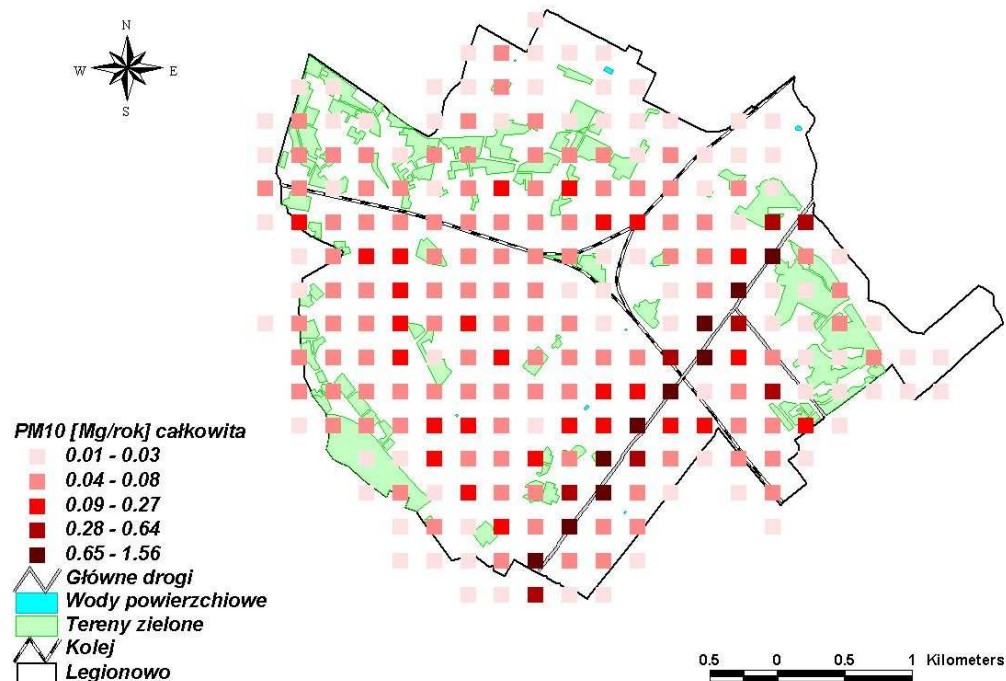 N
W E
S
PM10 [Mg/rok] całkowita
0.01 - 0.03
0.04 - 0.08
0.09 - 0.27
0.28 - 0.64
0.65 - 1.56
Główne drogi
Wody powierzchiowe
Tereny zielone
Kolej
Legionowo
0.5 0 0.5 1 Kilometers